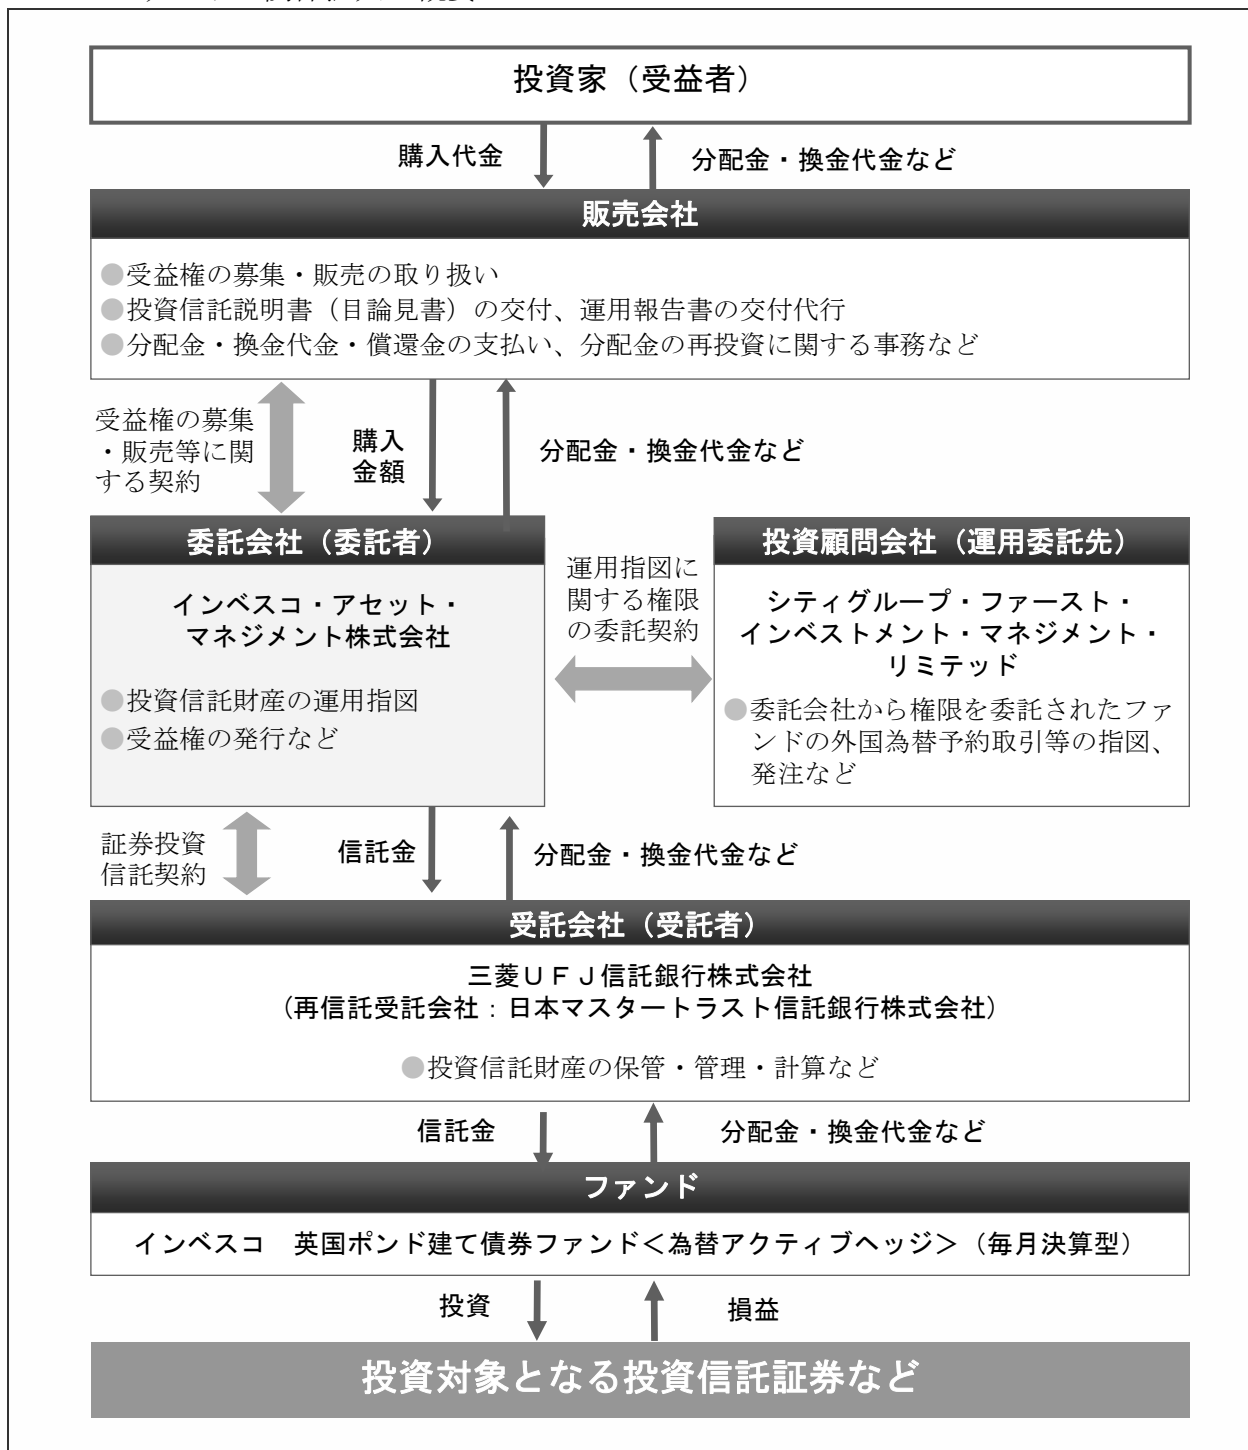 投資家（受益者）
購入代金
分配金・換金代金など
販売会社
●受益権の募集・販売の取り扱い
●投資信託説明書（目論見書）の交付、運用報告書の交付代行
●分配金・換金代金・償還金の支払い、分配金の再投資に関する事務など
受益権の募集
・販売等に関
する契約
購入
金額
分配金・換金代金など
委託会社（委託者）
インベスコ・アセット・
マネジメント株式会社
●投資信託財産の運用指図
●受益権の発行など
運用指図に
関する権限
の委託契約
投資顧問会社（運用委託先）
シティグループ・ファースト・
インベストメント・マネジメント・
リミテッド
●委託会社から権限を委託されたファ
ンドの外国為替予約取引等の指図、
発注など
証券投資
信託契約
信託金
分配金・換金代金など
受託会社（受託者）
三菱ＵＦＪ信託銀行株式会社
（再信託受託会社：日本マスタートラスト信託銀行株式会社）
●投資信託財産の保管・管理・計算など
信託金
分配金・換金代金など
ファンド
インベスコ　英国ポンド建て債券ファンド＜為替アクティブヘッジ＞（毎月決算型）
投資
損益
投資対象となる投資信託証券など